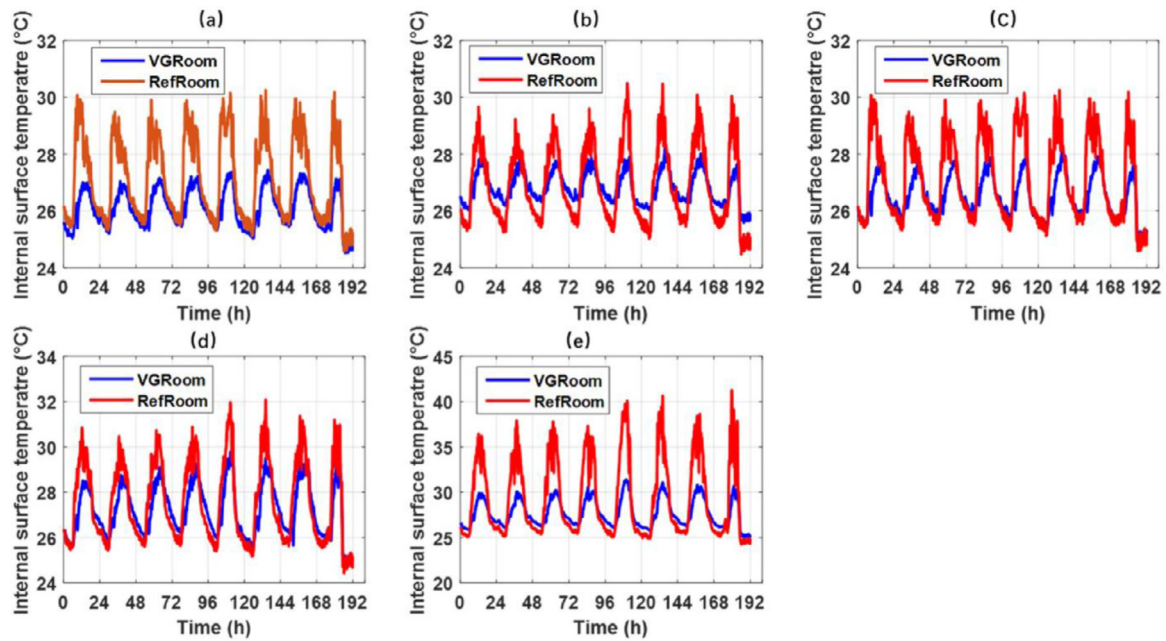 (a)
Internal surface temperatre (°C)
32
30
28
26
24
VGRoom
RefRoom
0 24 48 72 96 120 144 168 192
Time (h)
(b)
Internal surface temperatre (°C)
32
30
28
26
24
VGRoom
RefRoom
0 24 48 72 96 120 144 168 192
Time (h)
(C)
Internal surface temperatre (°C)
32
30
28
26
24
VGRoom
RefRoom
0 24 48 72 96 120 144 168 192
Time (h)
(d)
Internal surface temperatre (°C)
34
32
30
28
26
24
VGRoom
RefRoom
0 24 48 72 96 120 144 168 192
Time (h)
(e)
Internal surface temperatre (°C)
45
40
35
30
25
20
VGRoom
RefRoom
0 24 48 72 96 120 144 168 192
Time (h)